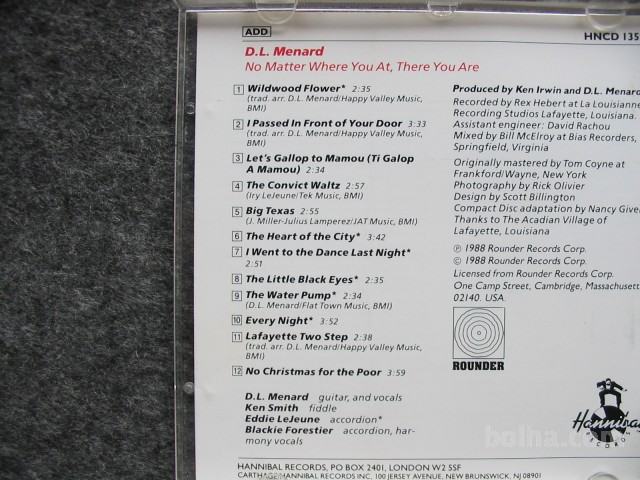 ADD
HNCD 135
D.L. Menard
No Matter Where You At, There You Are
1 Wildwood Flower* 2:35
(trad. arr. D.L. Menard/Happy Valley Music,
BMI)
2 I Passed In Front of Your Door 3:33
(trad. arr. D.L. Menard/Happy Valley Music,
BMI)
3 Let's Gallop to Mamou (Ti Galop
A Mamou) 2:34
4 The Convict Waltz 2:57
(Iry LeJeune/Tek Music, BMI)
5 Big Texas 2:55
(J. Miller-Julius Lamperez/JAT Music, BMI)
6 The Heart of the City* 3:42
7 I Went to the Dance Last Night*
2:51
8 The Little Black Eyes* 2:35
9 The Water Pump* 2:34
(D.L. Menard/Flat Town Music, BMI)
10 Every Night* 3:52
11 Lafayette Two Step 2:38
(trad. arr. D.L. Menard/Happy Valley Music,
BMI)
12 No Christmas for the Poor 3:59
D.L. Menard guitar, and vocals
Ken Smith fiddle
Eddie LeJeune accordion*
Blackie Forestier accordion, har-
mony vocals
Produced by Ken Irwin and D.L. Menard
Recorded by Rex Hebert at La Louisianne
Recording Studios Lafayette, Louisiana.
Assistant engineer: David Rachou
Mixed by Bill McElroy at Bias Recorders,
Springfield, Virginia
Originally mastered by Tom Coyne at
Frankford/Wayne, New York
Photography by Rick Olivier
Design by Scott Billington
Compact Disc adaptation by Nancy Give
Thanks to The Acadian Village of
Lafayette, Louisiana
℗ 1988 Rounder Records Corp.
© 1988 Rounder Records Corp.
Licensed from Rounder Records Corp.
One Camp Street, Cambridge, Massachusett
02140. USA.
ROUNDER
Hannibal
RECORDS
bolha.com
HANNIBAL RECORDS, PO BOX 2401, LONDON W2 5SF
CARTHAGE/HANNIBAL RECORDS INC, 100 JERSEY AVENUE, NEW BRUNSWICK, NJ 08901